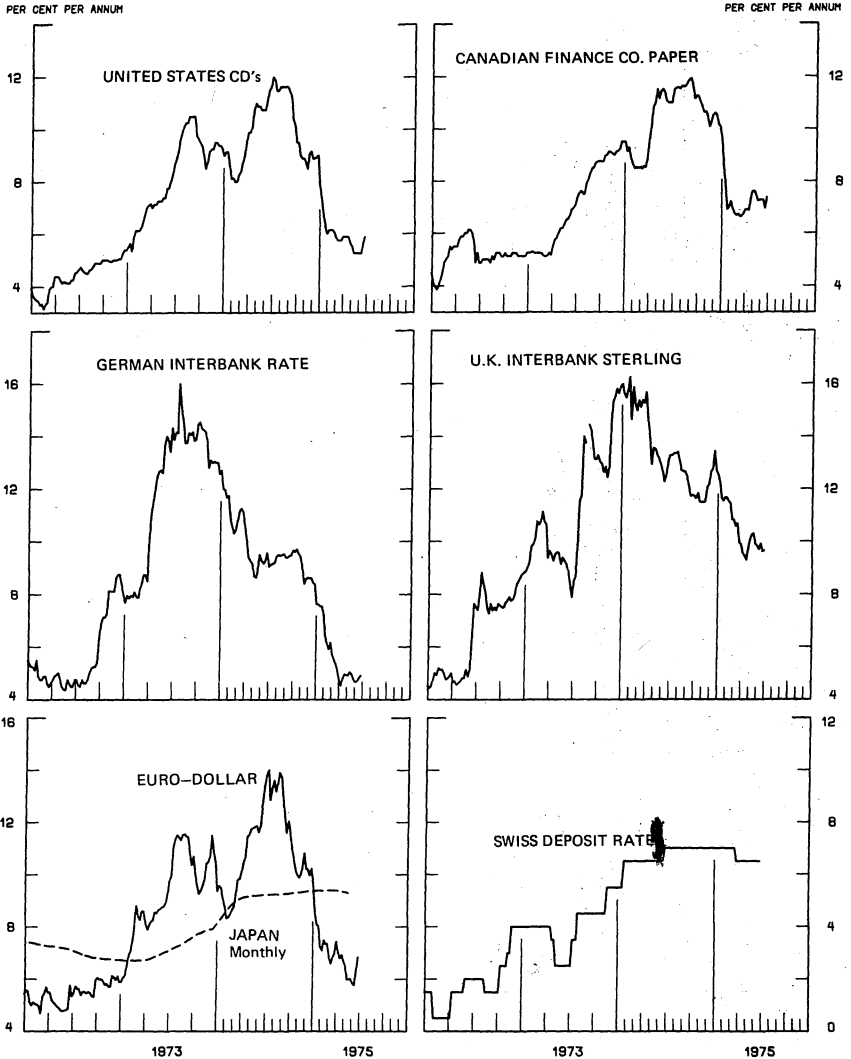 PER CENT PER ANNUM
PER CENT PER ANNUM
UNITED STATES CD's
12
8
4
CANADIAN FINANCE CO. PAPER
12
8
4
GERMAN INTERBANK RATE
16
12
8
4
U.K. INTERBANK STERLING
16
12
8
4
EURO-DOLLAR
JAPAN
Monthly
16
12
8
4
1973
1975
SWISS DEPOSIT RATE
12
8
4
0
1973
1975